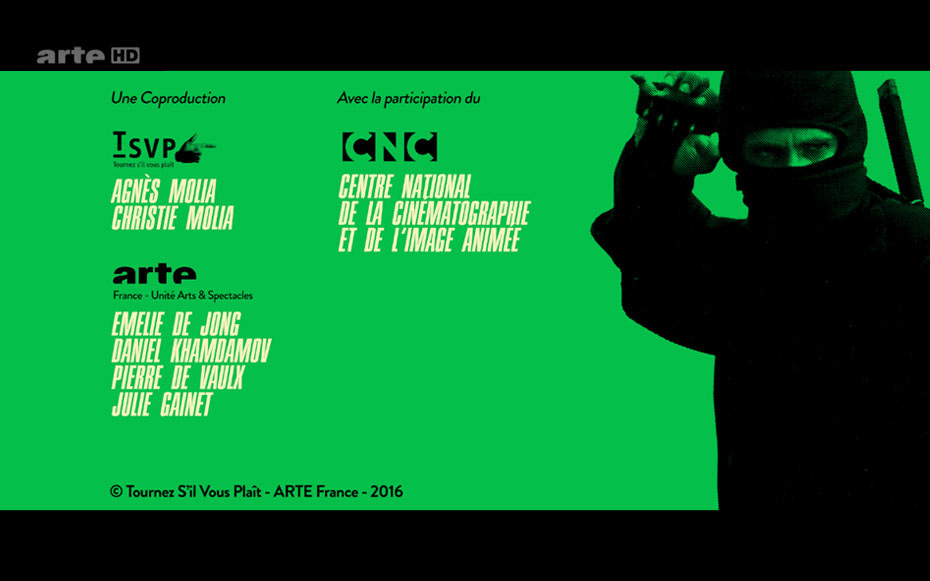 arte HD
Une Coproduction
TSVP
Tournez s'il vous plaît
AGNÈS MOLIA
CHRISTIE MOLIA
arte
France - Unité Arts & Spectacles
EMELIE DE JONG
DANIEL KHAMDAMOV
PIERRE DE VAULX
JULIE GAINET
Avec la participation du
CNC
CENTRE NATIONAL
DE LA CINÉMATOGRAPHIE
ET DE L'IMAGE ANIMÉE
© Tournez S'il Vous Plaît - ARTE France - 2016